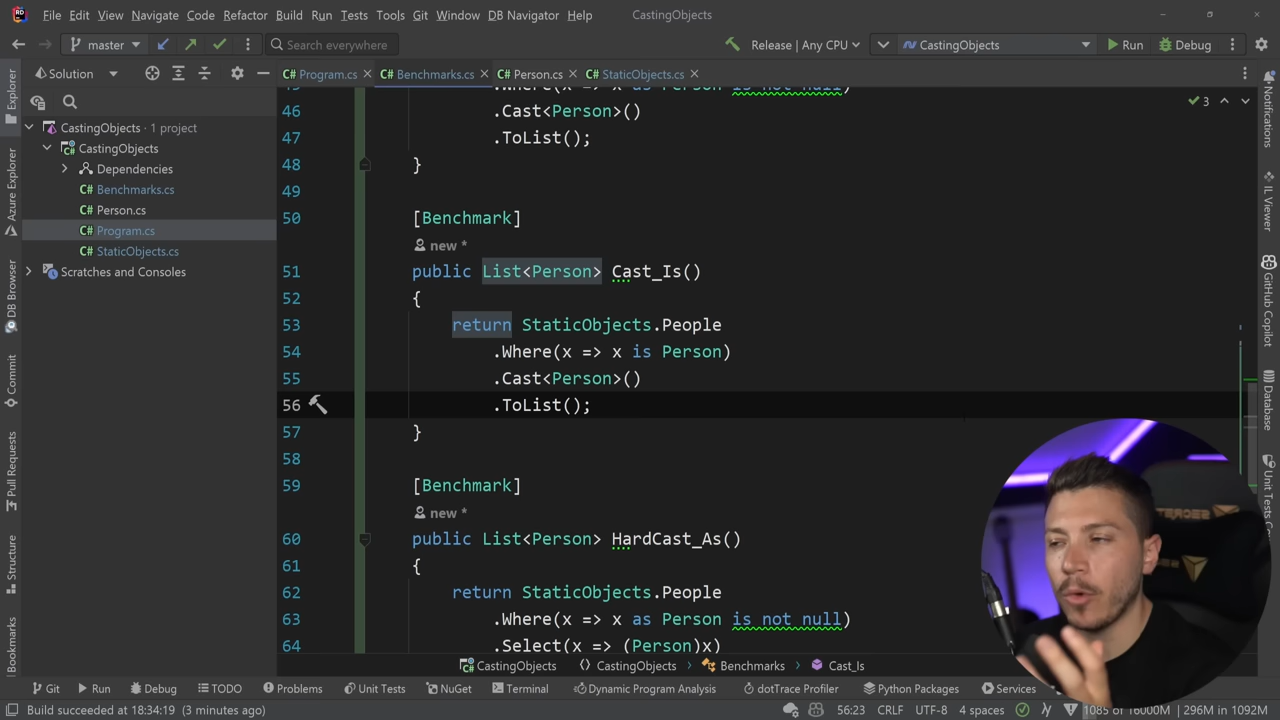 File Edit View Navigate Code Refactor Build Run Tests Tools Git Window DB Navigator Help CastingObjects
master Search everywhere Release | Any CPU CastingObjects Run Debug
Solution
C# Program.cs C# Benchmarks.cs C# Person.cs C# StaticObjects.cs
Explorer
Azure Explorer
DB Browser
Commit
Pull Requests
Structure
Bookmarks
CastingObjects · 1 project
CastingObjects
Dependencies
C# Benchmarks.cs
C# Person.cs
C# Program.cs
C# StaticObjects.cs
Scratches and Consoles
.Where(x => x as Person is not null)
46 .Cast<Person>()
47 .ToList();
48 }
49
50 [Benchmark]
new *
51 public List<Person> Cast_Is()
52 {
53 return StaticObjects.People
54 .Where(x => x is Person)
55 .Cast<Person>()
56 .ToList();
57 }
58
59 [Benchmark]
new *
60 public List<Person> HardCast_As()
61 {
62 return StaticObjects.People
63 .Where(x => x as Person is not null)
64 .Select(x => (Person)x)
3
Notifications
IL Viewer
GitHub Copilot
Database
Unit Tests
CastingObjects CastingObjects Benchmarks Cast_Is
Git Run Debug TODO Problems Unit Tests NuGet Terminal Dynamic Program Analysis dotTrace Profiler Python Packages Services
Build succeeded at 18:34:19 (3 minutes ago) 56:23 CRLF UTF-8 4 spaces 1085 of 16000M 296M in 1092M